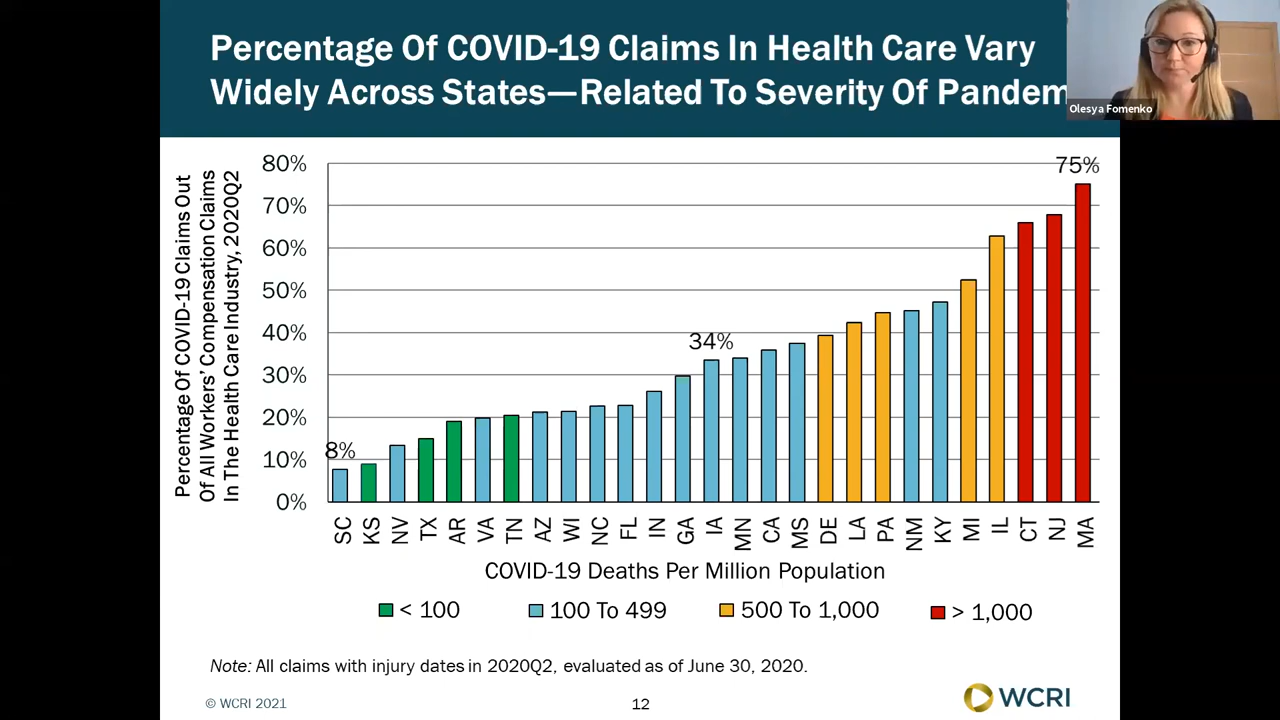 Percentage Of COVID-19 Claims In Health Care Vary
Widely Across States—Related To Severity Of Pandem
Olesya Fomenko
Percentage Of COVID-19 Claims Out
Of All Workers' Compensation Claims
In The Health Care Industry, 2020Q2
80%
70%
60%
50%
40%
30%
20%
10%
0%
8%
34%
75%
SC KS NV TX AR VA TN AZ WI NC FL IN GA IA MN CA MS DE LA PA NM KY MI IL CT NJ MA
COVID-19 Deaths Per Million Population
< 100 100 To 499 500 To 1,000 > 1,000
Note: All claims with injury dates in 2020Q2, evaluated as of June 30, 2020.
© WCRI 2021 12 WCRI